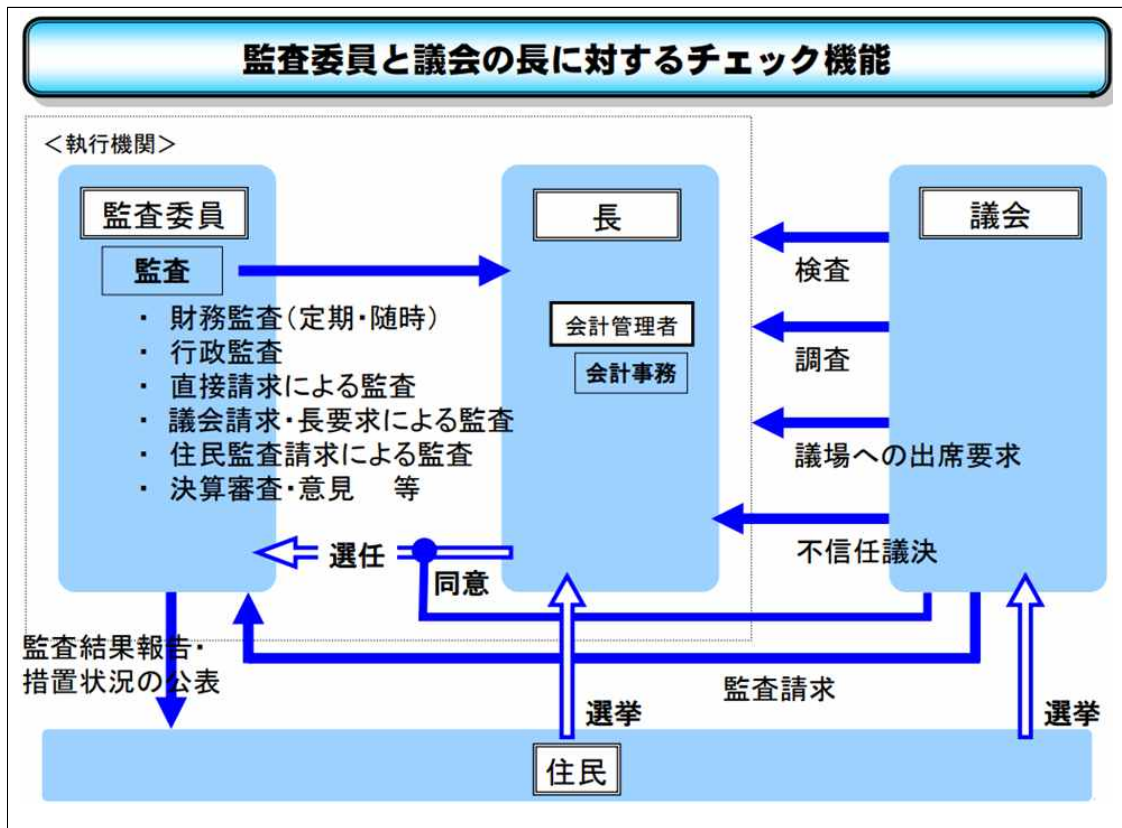 監査委員と議会の長に対するチェック機能
＜執行機関＞
監査委員
監査
・ 財務監査（定期・随時）
・ 行政監査
・ 直接請求による監査
・ 議会請求・長要求による監査
・ 住民監査請求による監査
・ 決算審査・意見 等
長
会計管理者
会計事務
議会
検査
調査
議場への出席要求
不信任議決
選任
同意
監査結果報告・
措置状況の公表
監査請求
選挙
選挙
住民